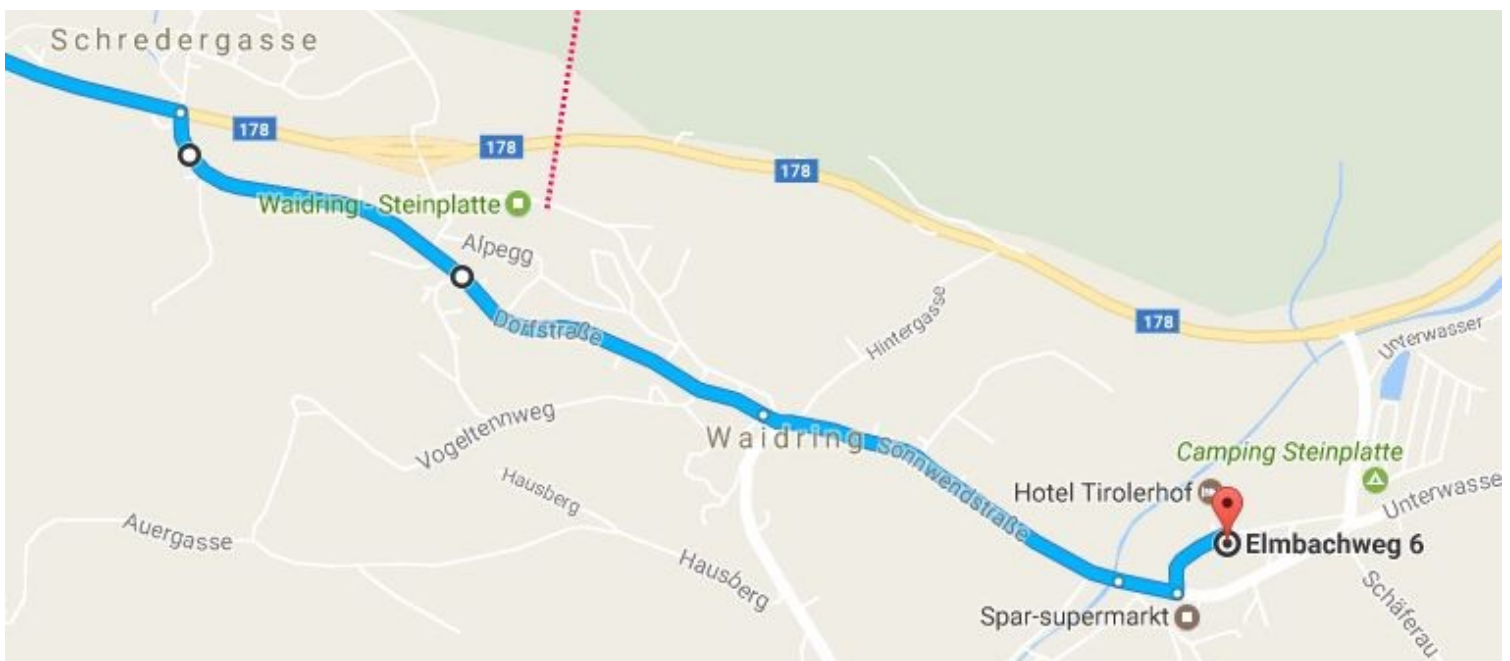 Schredergasse
178
178
178
Waidring - Steinplatte
Alpegg
Dorfstraße
Hintergasse
178
Unterwasser
Vogeltennweg
Waidring
Sonnwendstraße
Camping Steinplatte
Hausberg
Hotel Tirolerhof
Unterwasse
Auergasse
Elmbachweg 6
Hausberg
Schäferau
Spar-supermarkt